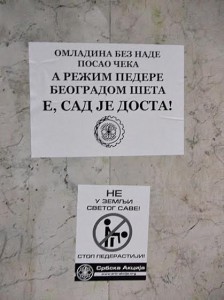 ОМЛАДИНА БЕЗ НАДЕ
ПОСАО ЧЕКА
А РЕЖИМ ПЕДЕРЕ
БЕОГРАДОМ ШЕТА
Е, САД ЈЕ ДОСТА!
НЕ
У ЗЕМЉИ
СВЕТОГ САВЕ!
СТОП ПЕДЕРАСТИЈИ!
Србска Акција